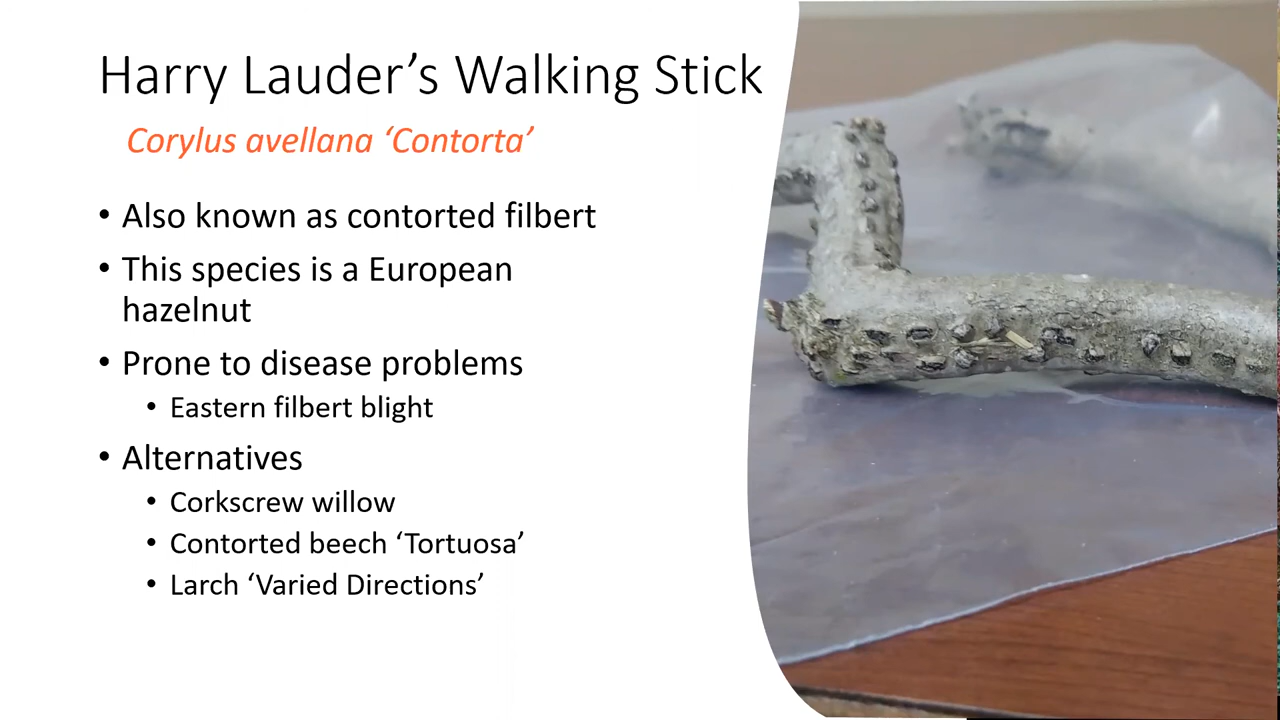 Harry Lauder’s Walking Stick
Corylus avellana ‘Contorta’
• Also known as contorted filbert
• This species is a European
hazelnut
• Prone to disease problems
• Eastern filbert blight
• Alternatives
• Corkscrew willow
• Contorted beech ‘Tortuosa’
• Larch ‘Varied Directions’